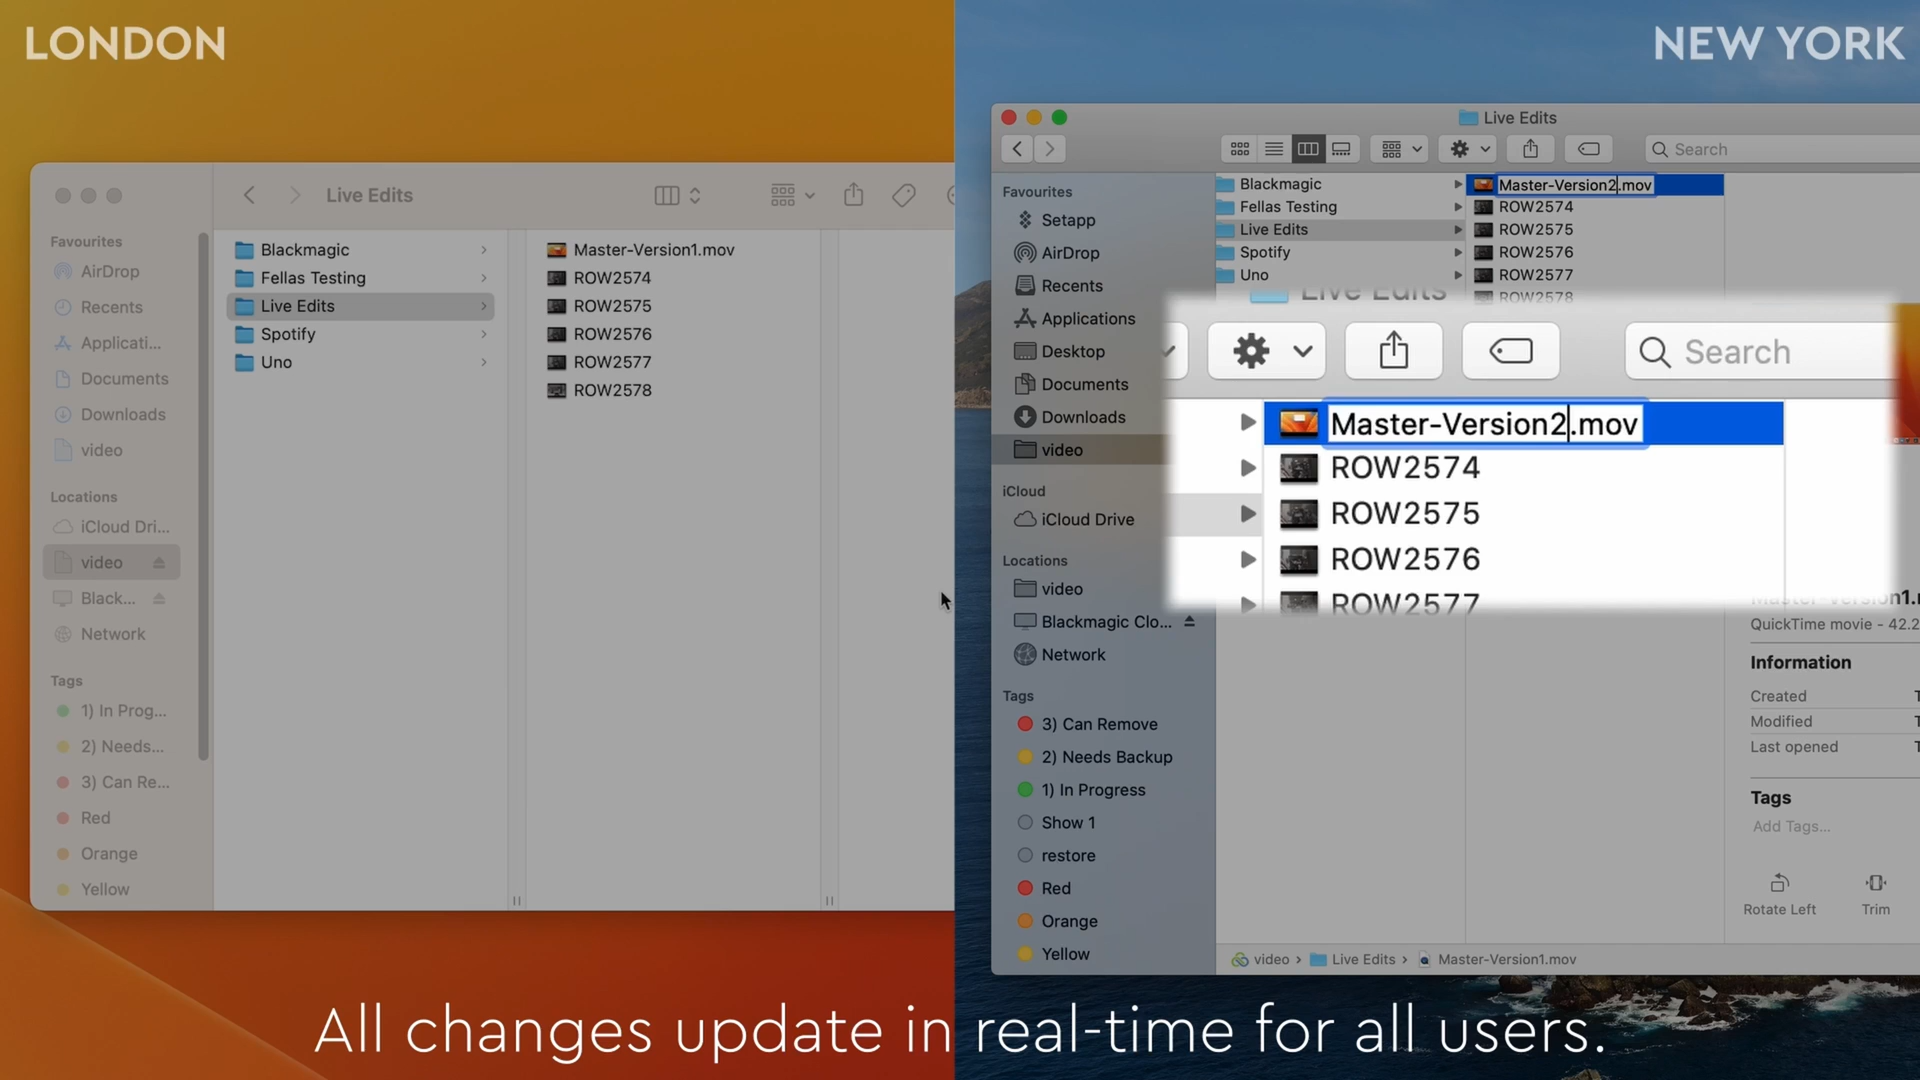 LONDON
NEW YORK
Live Edits
Favourites
AirDrop
Recents
Applicati...
Documents
Downloads
video
Locations
iCloud Dri...
video
Black...
Network
Tags
1) In Prog...
2) Needs...
3) Can Re...
Red
Orange
Yellow
Blackmagic
Fellas Testing
Live Edits
Spotify
Uno
Master-Version1.mov
ROW2574
ROW2575
ROW2576
ROW2577
ROW2578
Live Edits
Search
Favourites
Setapp
AirDrop
Recents
Applications
Desktop
Documents
Downloads
video
iCloud
iCloud Drive
Locations
video
Blackmagic Clo...
Network
Tags
3) Can Remove
2) Needs Backup
1) In Progress
Show 1
restore
Red
Orange
Yellow
Blackmagic
Fellas Testing
Live Edits
Spotify
Uno
Master-Version2.mov
ROW2574
ROW2575
ROW2576
ROW2577
ROW2578
Live Edits
Search
Master-Version2.mov
ROW2574
ROW2575
ROW2576
ROW2577
QuickTime movie - 42.2
Information
Created
Modified
Last opened
Tags
Add Tags...
Rotate Left
Trim
video
Live Edits
Master-Version1.mov
All changes update in real-time for all users.